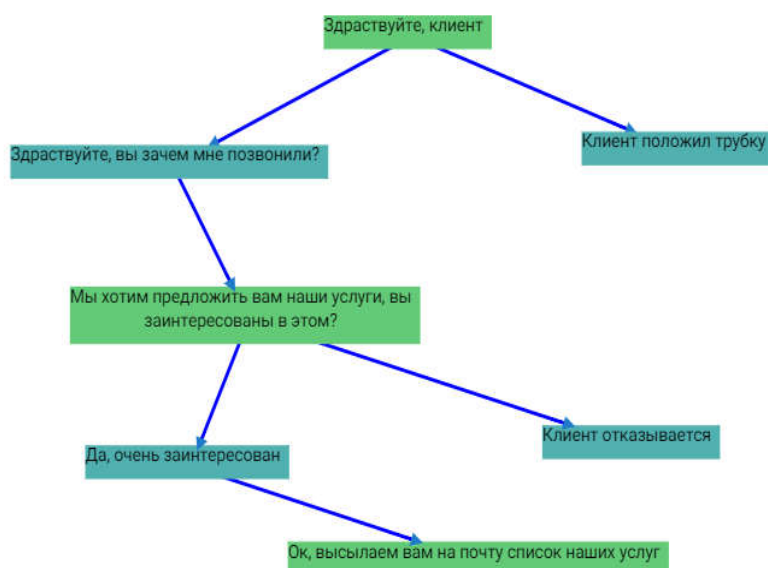 Здраствуйте, клиент
Здраствуйте, вы зачем мне позвонили?
Клиент положил трубку
Мы хотим предложить вам наши услуги, вы
заинтересованы в этом?
Клиент отказывается
Да, очень заинтересован
Ок, высылаем вам на почту список наших услуг